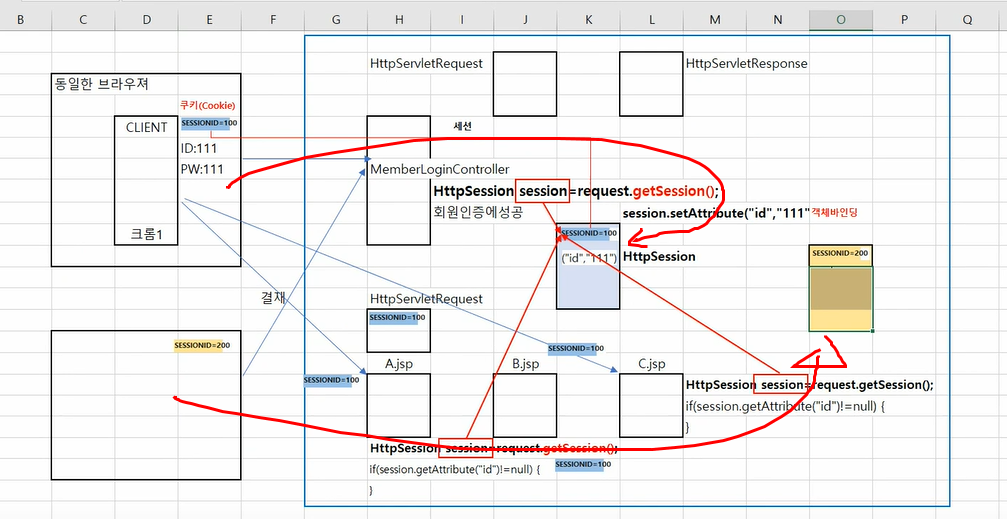 B C D E F G H I J K L M N O P Q
동일한 브라우져
쿠키(Cookie)
SESSIONID=100
CLIENT
ID:111
PW:111
크롬1
HttpServletRequest
HttpServletResponse
세션
MemberLoginController
HttpSession session=request.getSession();
회원인증에성공
session.setAttribute("id","111" 객체바인딩
SESSIONID=100
("id","111")
HttpSession
SESSIONID=200
결재
HttpServletRequest
SESSIONID=100
SESSIONID=200
SESSIONID=100
SESSIONID=100
A.jsp
B.jsp
C.jsp
HttpSession session=request.getSession();
if(session.getAttribute("id")!=null) {
}
HttpSession session=request.getSession();
if(session.getAttribute("id")!=null) {
SESSIONID=100
}